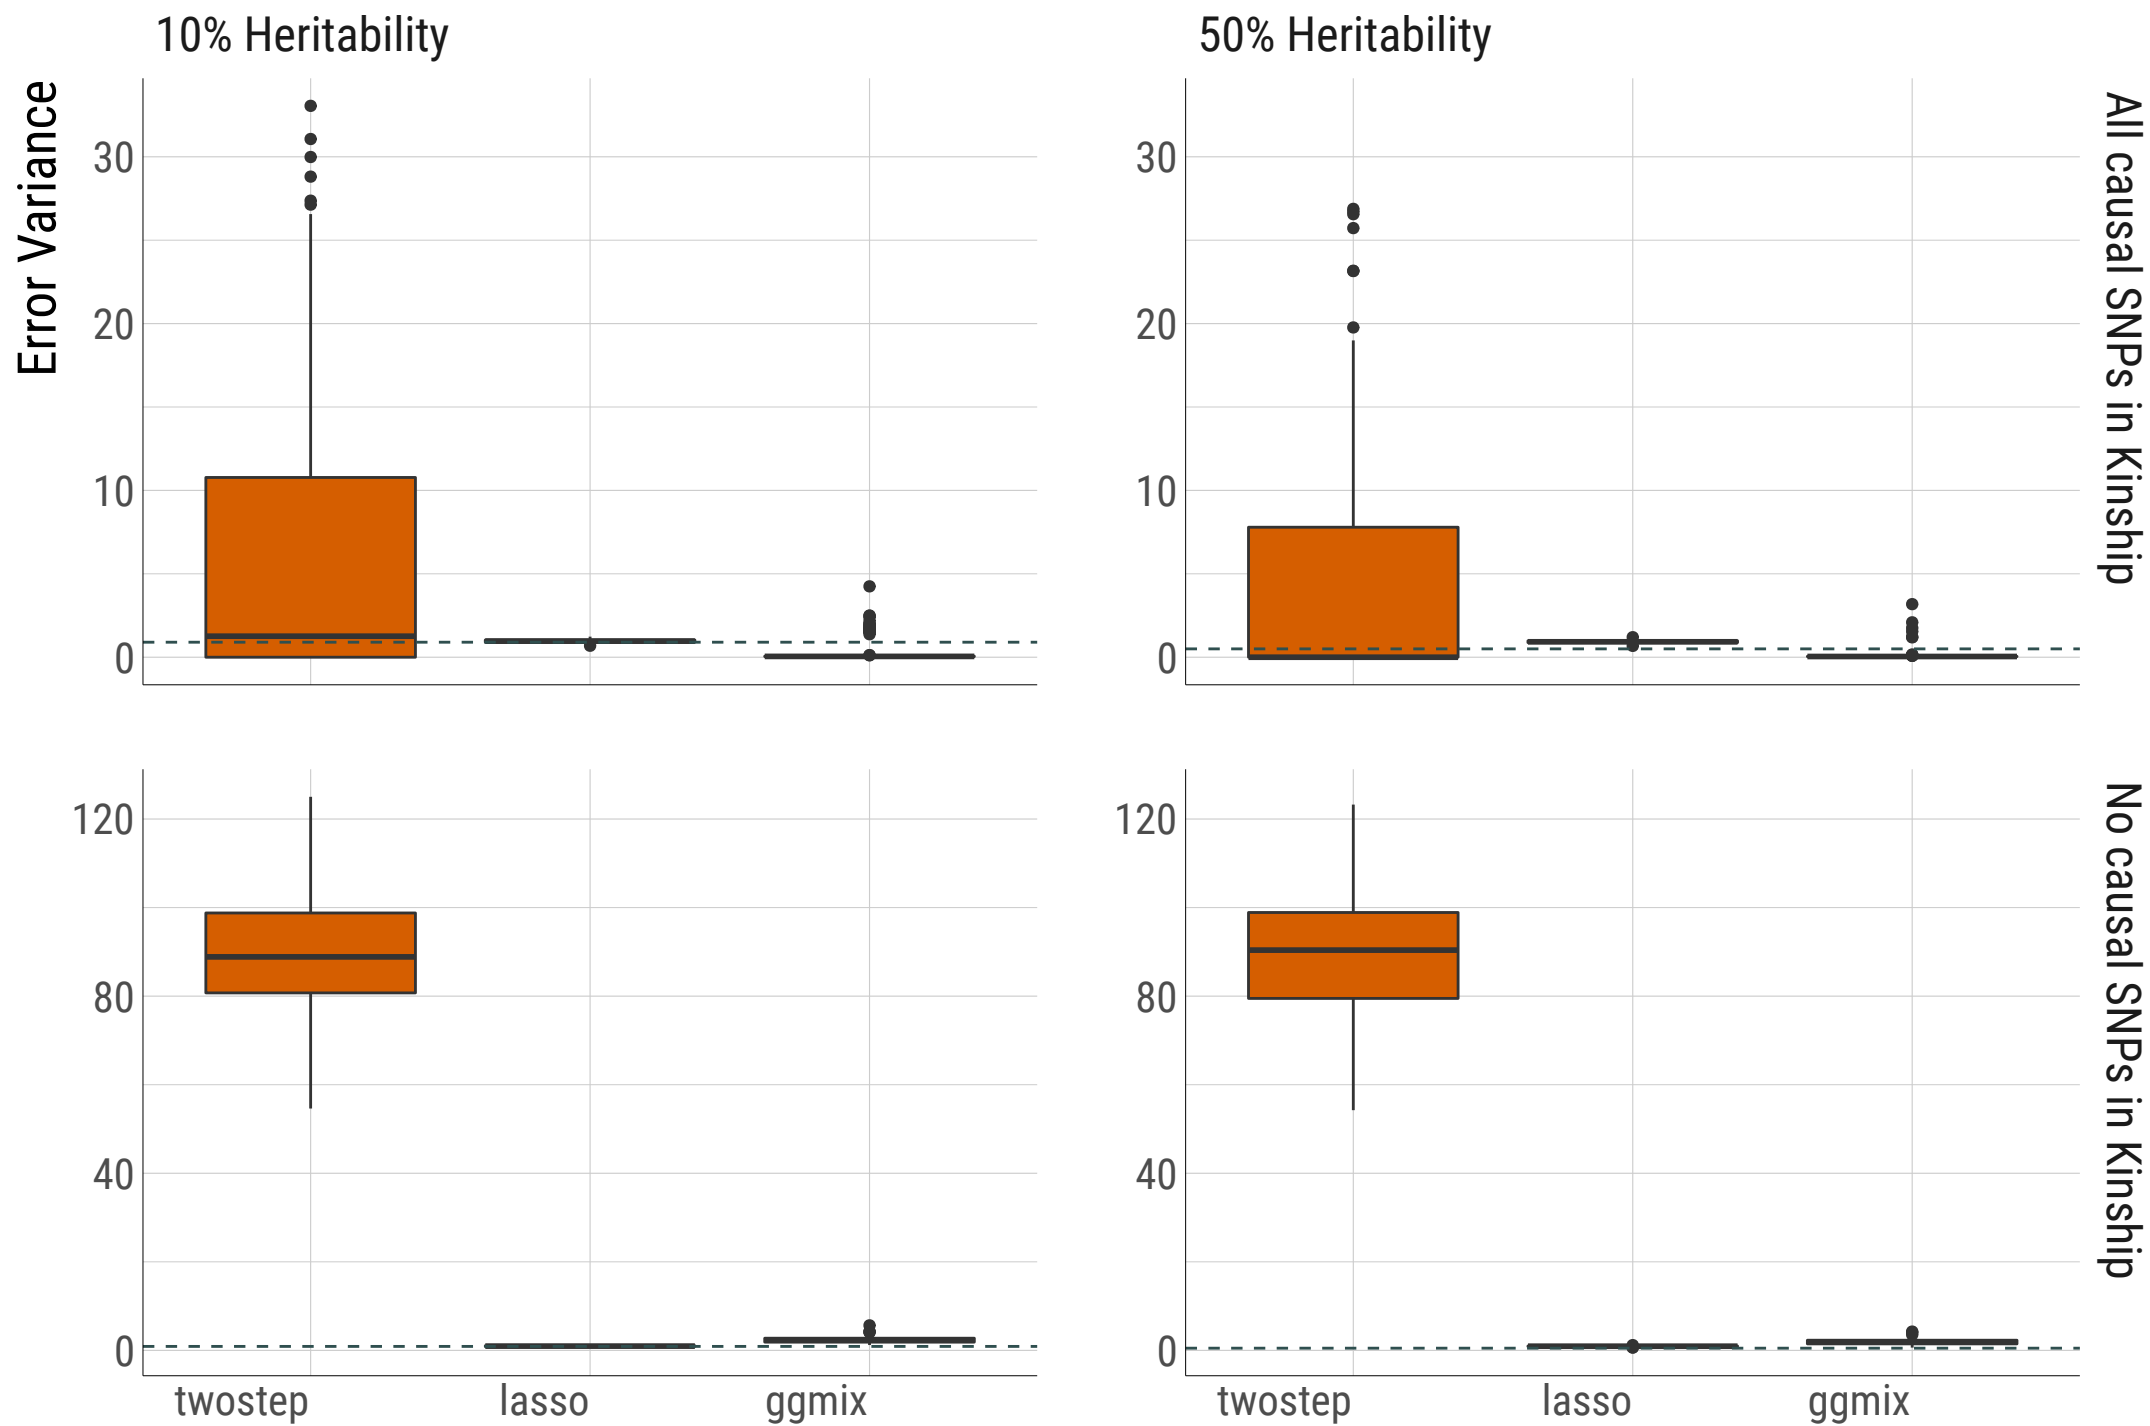 10% Heritability
50% Heritability
Error Variance
30
20
10
0
30
20
10
0
All causal SNPs in Kinship
120
80
40
0
120
80
40
0
No causal SNPs in Kinship
twostep lasso ggmix
twostep lasso ggmix